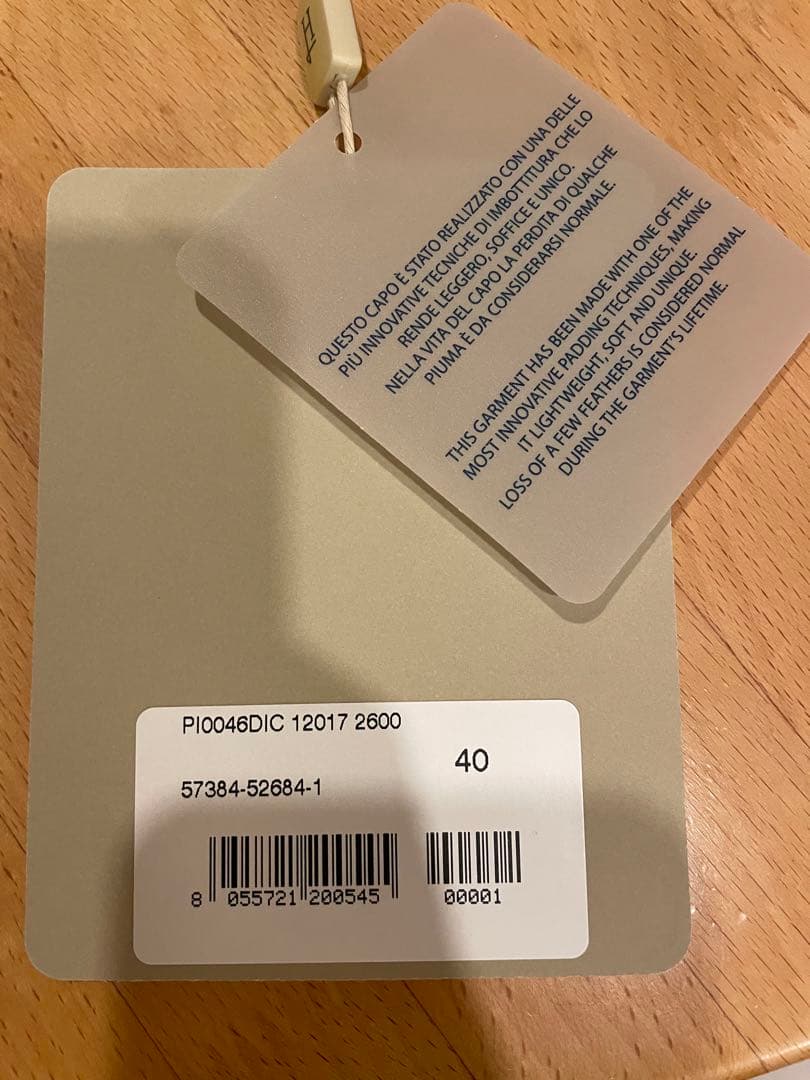 QUESTO CAPO È STATO REALIZZATO CON UNA DELLE
PIÙ INNOVATIVE TECNICHE DI IMBOTTITURA CHE LO
RENDE LEGGERO, SOFFICE E UNICO.
NELLA VITA DEL CAPO LA PERDITA DI QUALCHE
PIUMA È DA CONSIDERARSI NORMALE.
THIS GARMENT HAS BEEN MADE WITH ONE OF THE
MOST INNOVATIVE PADDING TECHNIQUES, MAKING
IT LIGHTWEIGHT, SOFT AND UNIQUE.
LOSS OF A FEW FEATHERS IS CONSIDERED NORMAL
DURING THE GARMENT'S LIFETIME.
PI0046DIC 12017 2600
40
57384-52684-1
8 055721 200545 00001